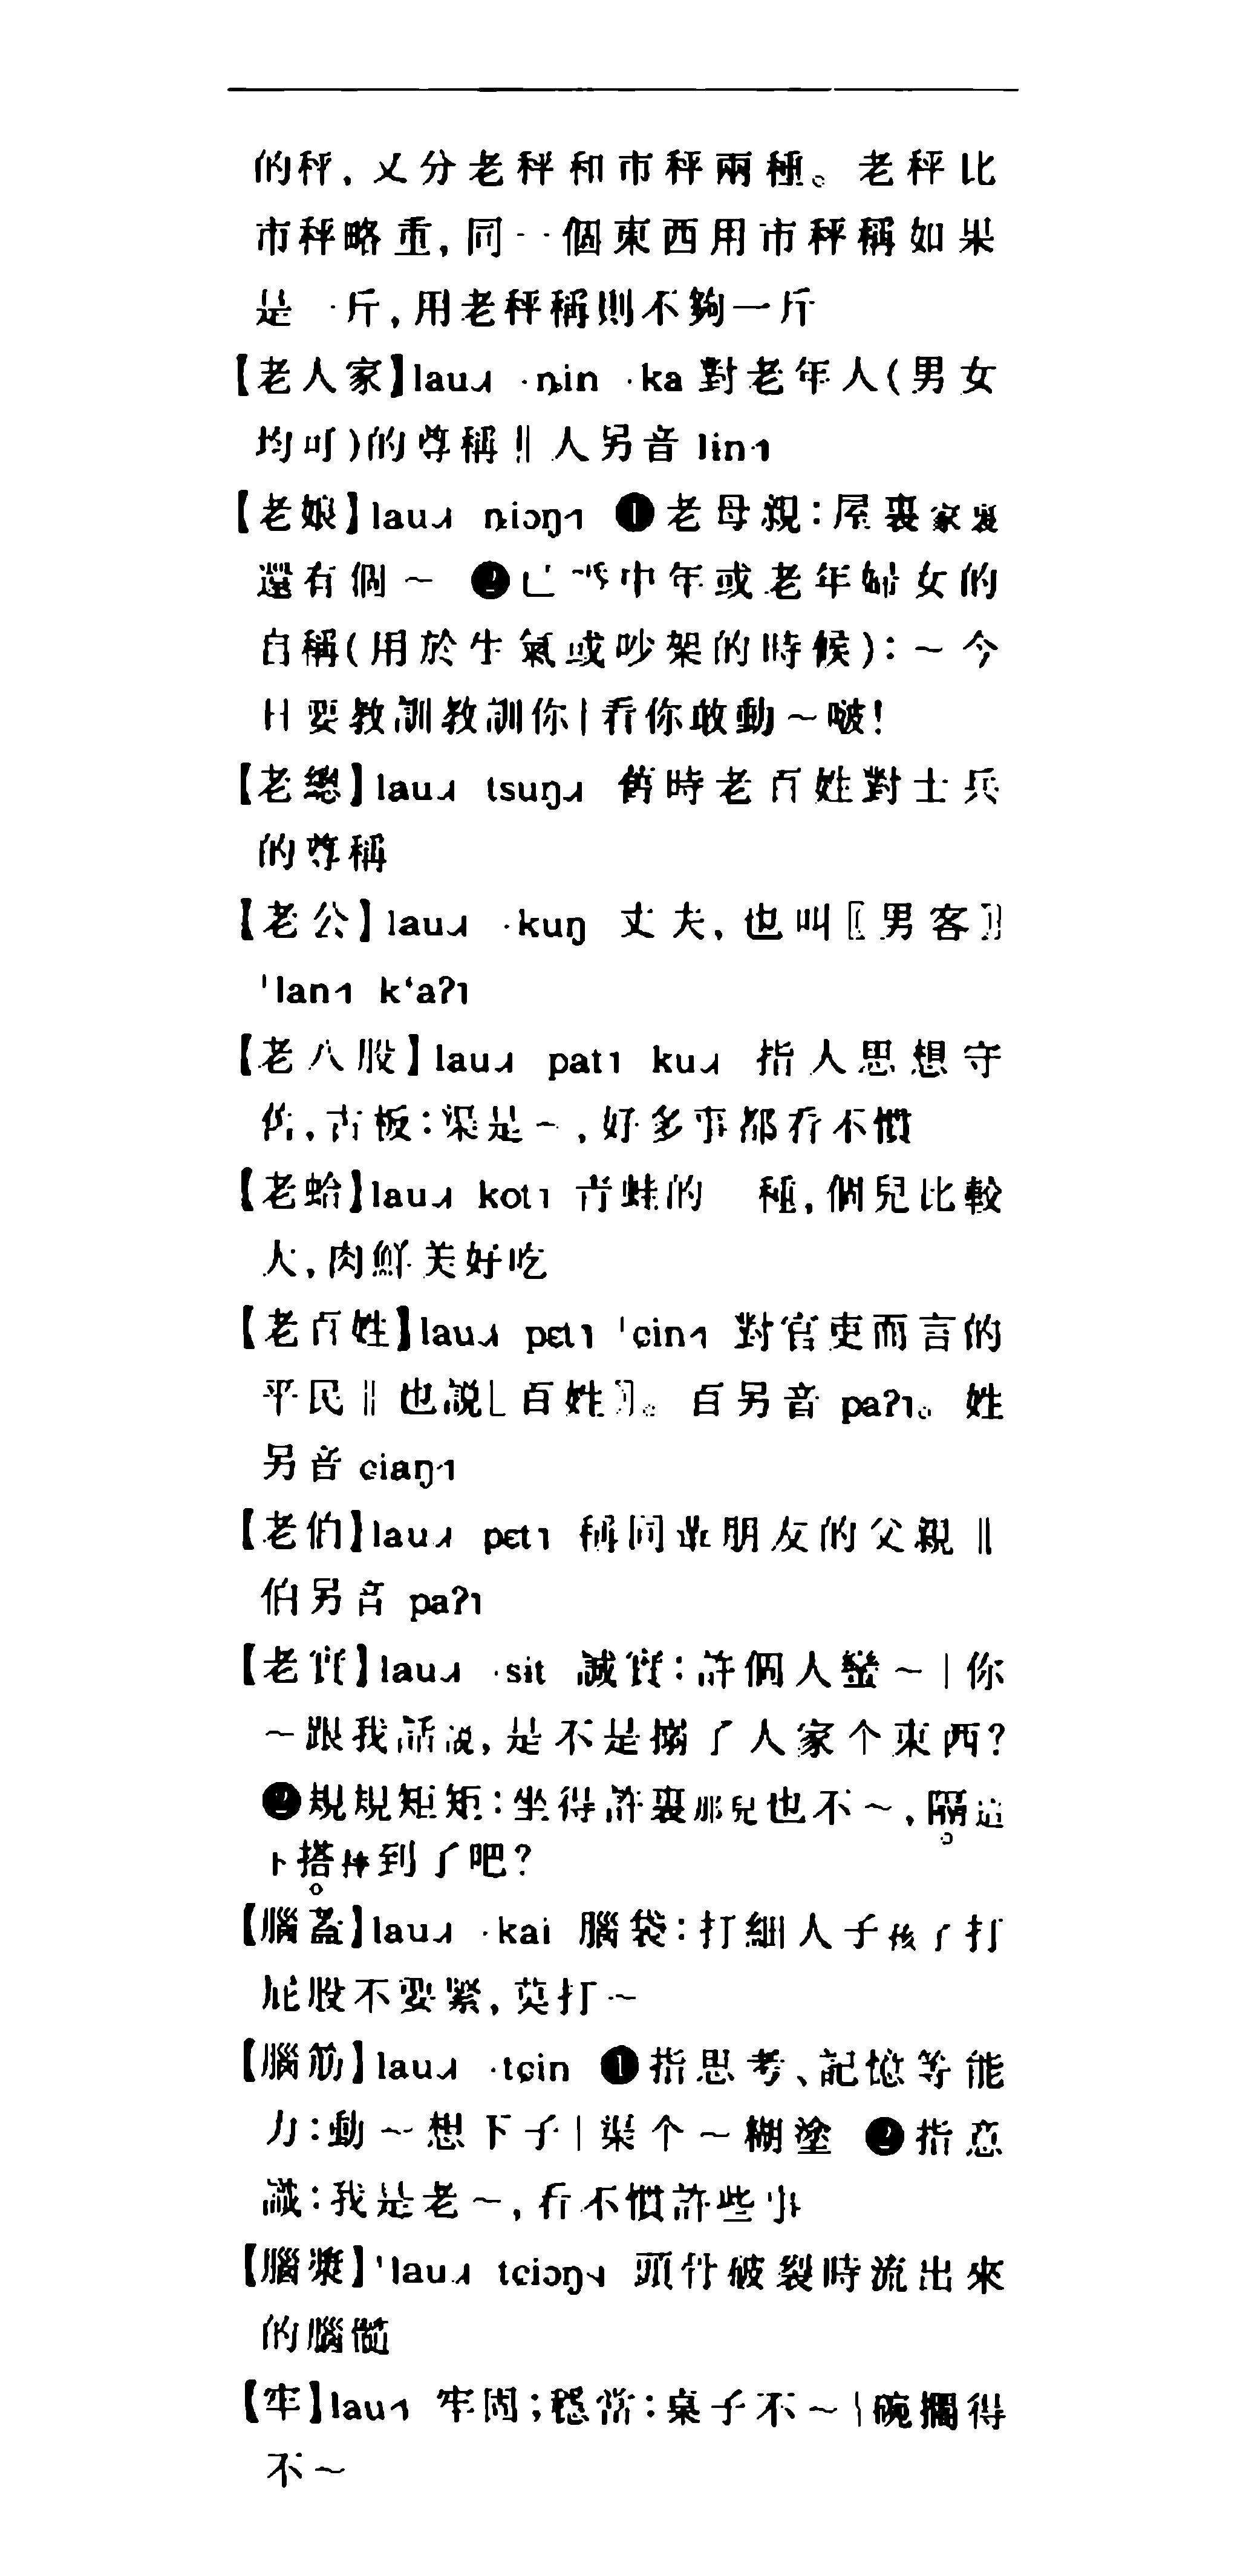 的秤,又分老秤和市秤兩種。老秤比
市秤略重,同一個東西用市秤稱如果
是一斤,用老秤稱則不夠一斤
【老人家】lau˩ ·ȵin ·ka 對老年人(男女
均可)的尊稱‖人另音 lin˦
【老娘】lau˩ ȵiɔŋ˦ ❶老母親:屋裏家裏
還有個～ ❷已婚中年或老年婦女的
自稱(用於生氣或吵架的時候):～今
日要教訓教訓你|看你敢動～啵!
【老總】lau˩ tsuŋ˩ 舊時老百姓對士兵
的尊稱
【老公】lau˩ ·kuŋ 丈夫,也叫〖男客〗
ˈlan˦ kʻaʔ˥
【老八股】lau˩ pat˥ ku˩ 指人思想守
舊,古板:渠是～,好多事都看不慣
【老蛤】lau˩ kot˥ 青蛙的一種,個兒比較
大,肉鮮美好吃
【老百姓】lau˩ pɛt˥ ˈɕin˦ 對官吏而言的
平民‖也說〖百姓〗。百另音 paʔ˥。姓
另音 ɕiaŋ˦
【老伯】lau˩ pɛt˥ 稱同輩朋友的父親‖
伯另音 paʔ˥
【老實】lau˩ ·sit 誠實:許個人蠻～|你
～跟我話說,是不是搦了人家个東西?
❷規規矩矩:坐得許裏那兒也不～,隔這
卜搭摔到了吧?
【腦蓋】lau˩ ·kai 腦袋:打細人子孩子打
屁股不要緊,莫打～
【腦筋】lau˩ ·tɕin ❶指思考、記憶等能
力:動～想下子|渠个～糊塗 ❷指意
識:我是老～,看不慣許些事
【腦漿】ˈlau˩ tɕiɔŋ˨ 頭骨破裂時流出來
的腦髓
【牢】lau˦ 牢固;穩當:桌子不～|碗擱得
不～